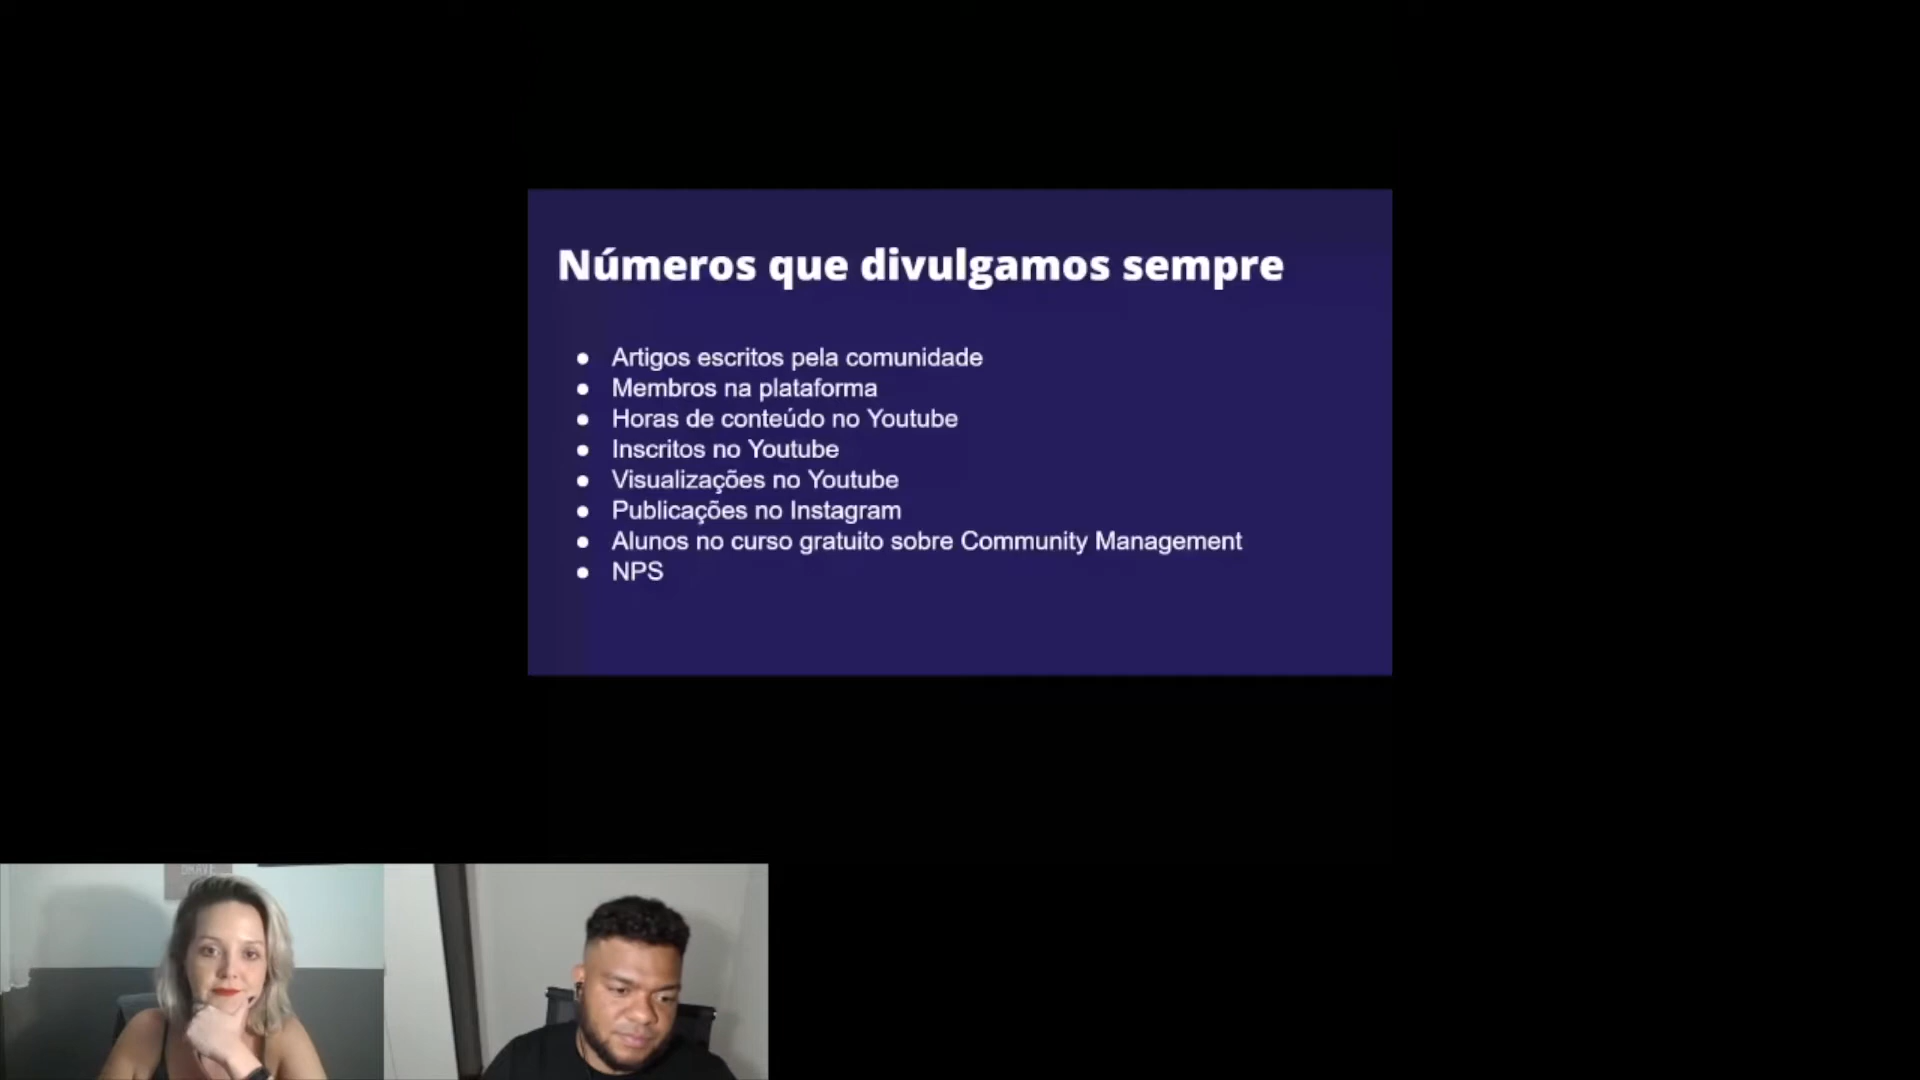 Números que divulgamos sempre
● Artigos escritos pela comunidade
● Membros na plataforma
● Horas de conteúdo no Youtube
● Inscritos no Youtube
● Visualizações no Youtube
● Publicações no Instagram
● Alunos no curso gratuito sobre Community Management
● NPS